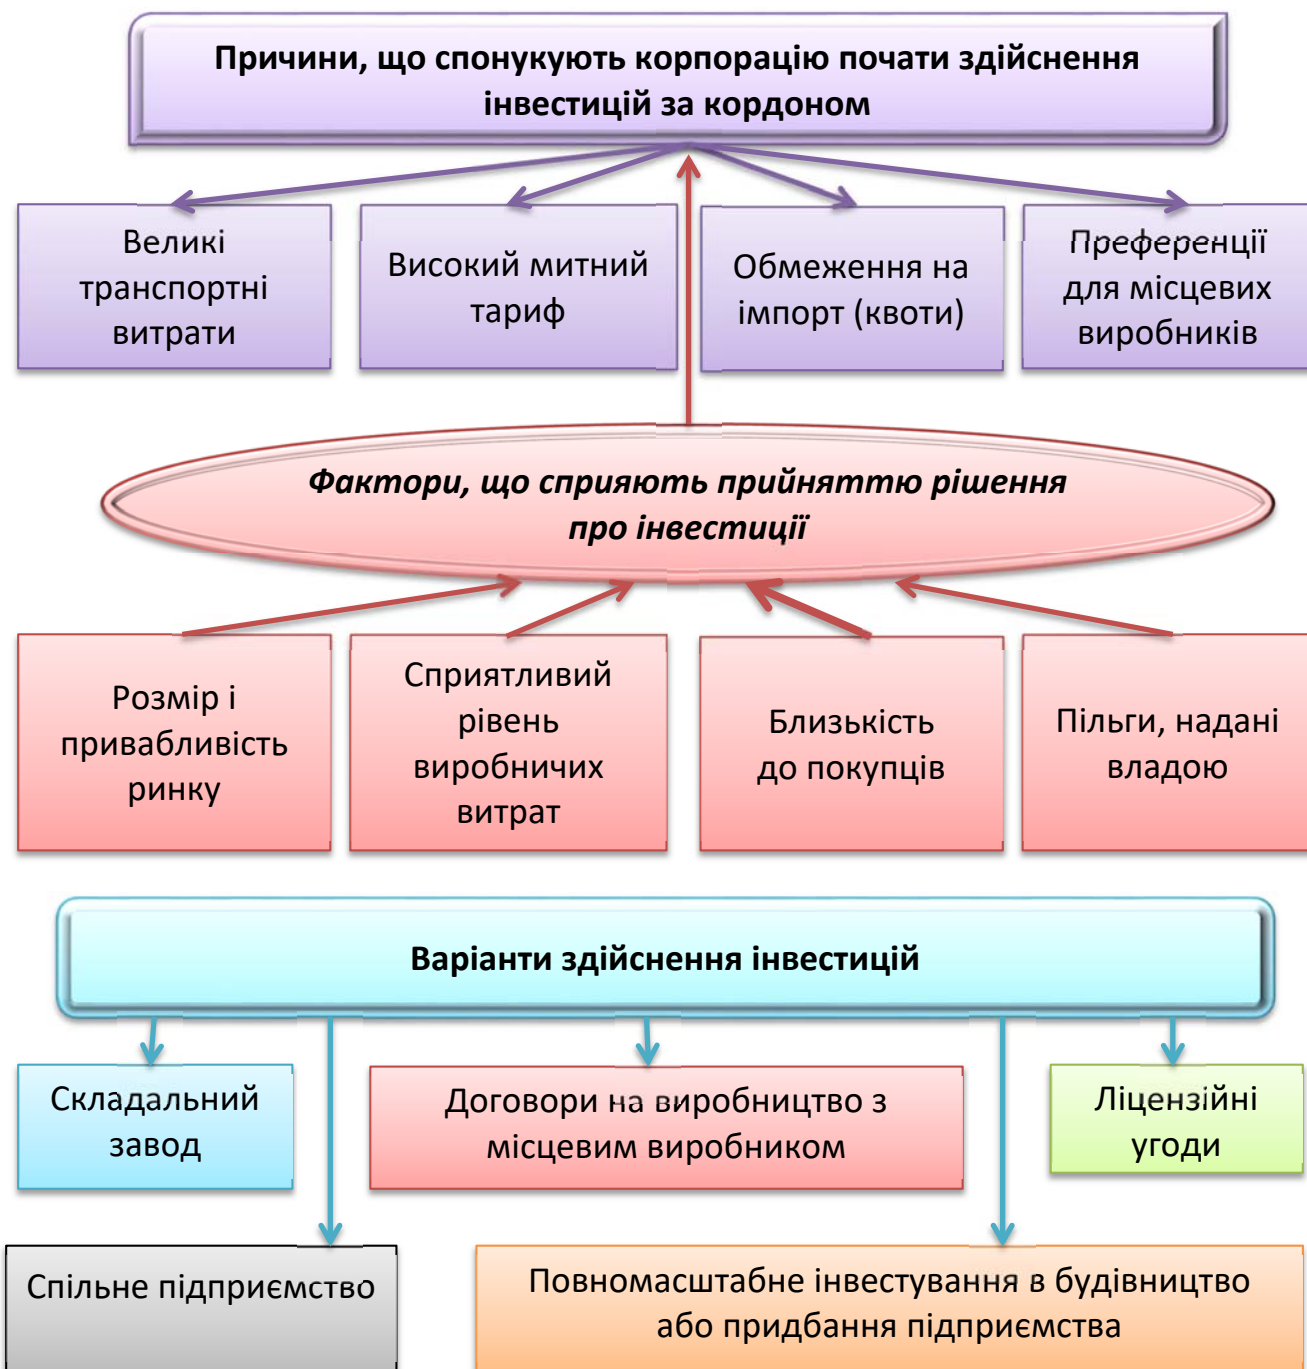 Причини, що спонукують корпорацію почати здійснення
інвестицій за кордоном
Великі
транспортні
витрати
Високий митний
тариф
Обмеження на
імпорт (квоти)
Преференції
для місцевих
виробників
Фактори, що сприяють прийняттю рішення
про інвестиції
Розмір і
привабливість
ринку
Сприятливий
рівень
виробничих
витрат
Близькість
до покупців
Пільги, надані
владою
Варіанти здійснення інвестицій
Складальний
завод
Договори на виробництво з
місцевим виробником
Ліцензійні
угоди
Спільне підприємство
Повномасштабне інвестування в будівництво
або придбання підприємства